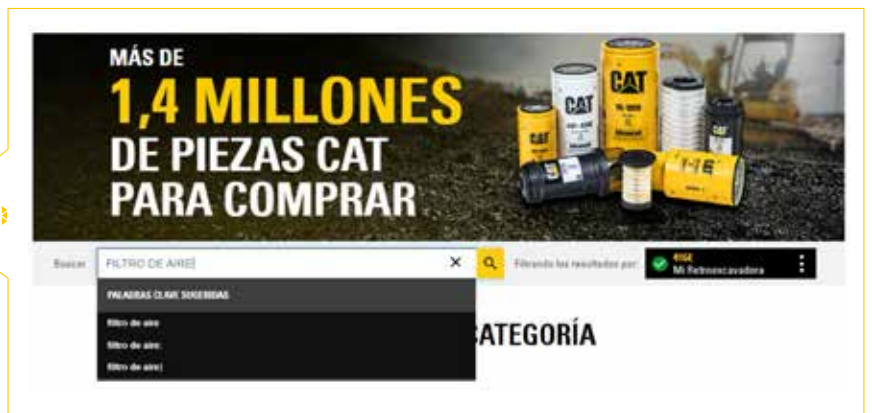 MÁS DE
1,4 MILLONES
DE PIEZAS CAT
PARA COMPRAR
CAT
CAT
CAT
Buscar
FILTRO DE AIRE
Filtrando los resultados por:
416E
Mi Retroexcavadora
PALABRAS CLAVE SUGERIDAS
filtro de aire
filtro de aire:
filtro de aire|
CATEGORÍA